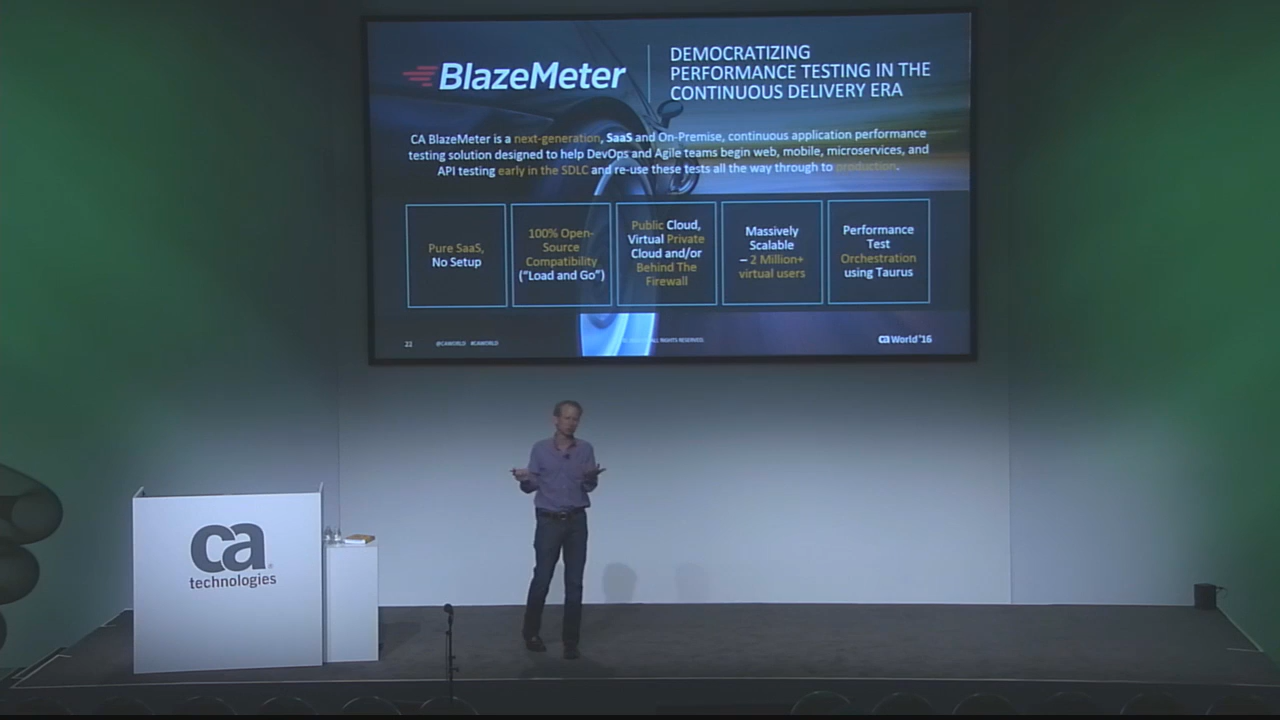 BlazeMeter
DEMOCRATIZING
PERFORMANCE TESTING IN THE
CONTINUOUS DELIVERY ERA
CA BlazeMeter is a next-generation, SaaS and On-Premise, continuous application performance
testing solution designed to help DevOps and Agile teams begin web, mobile, microservices, and
API testing early in the SDLC and re-use these tests all the way through to production.
Pure SaaS,
No Setup
100% Open-
Source
Compatibility
("Load and Go")
Public Cloud,
Virtual Private
Cloud and/or
Behind The
Firewall
Massively
Scalable
– 2 Million+
virtual users
Performance
Test
Orchestration
using Taurus
@CAWORLD #CAWORLD
ALL RIGHTS RESERVED.
ca World '16
ca
technologies